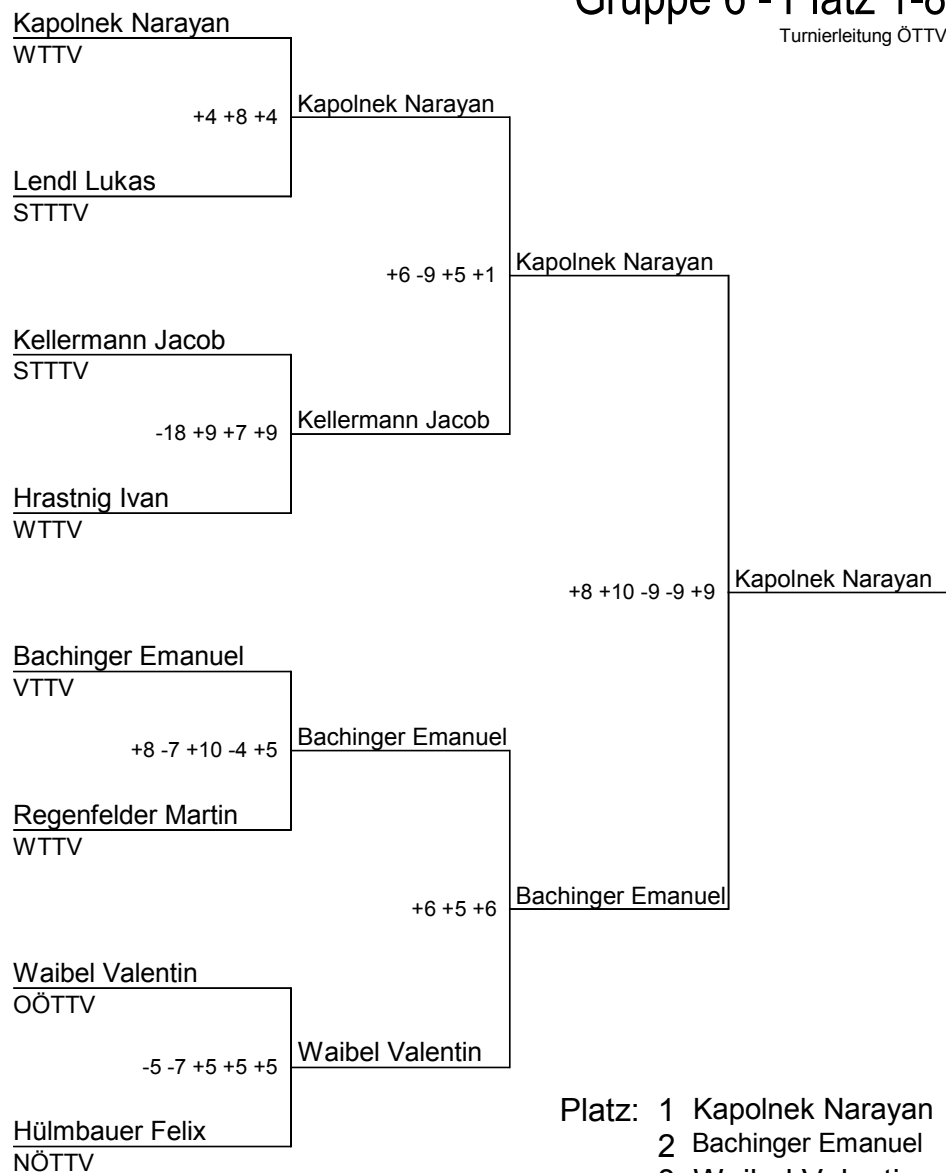 Gruppe 6 - Platz 1-8
Turnierleitung ÖTTV
Kapolnek Narayan
WTTV
+4 +8 +4
Kapolnek Narayan
Lendl Lukas
STTTV
+6 -9 +5 +1
Kapolnek Narayan
Kellermann Jacob
STTTV
-18 +9 +7 +9
Kellermann Jacob
Hrastnig Ivan
WTTV
+8 +10 -9 -9 +9
Kapolnek Narayan
Bachinger Emanuel
VTTV
+8 -7 +10 -4 +5
Bachinger Emanuel
Regenfelder Martin
WTTV
+6 +5 +6
Bachinger Emanuel
Waibel Valentin
OÖTTV
-5 -7 +5 +5 +5
Waibel Valentin
Hülmbauer Felix
NÖTTV
Platz: 1 Kapolnek Narayan
2 Bachinger Emanuel
3 Waibel Valentin